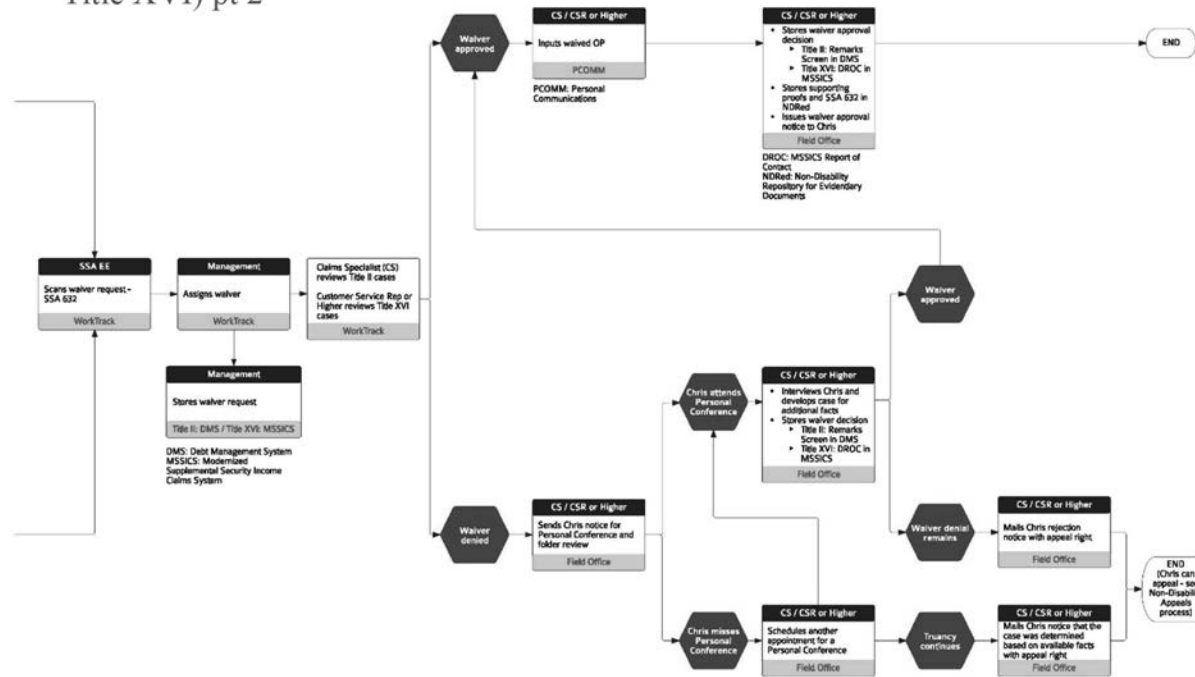 Title XVI) pt 2
Waiver
approved
CS / CSR or Higher
Inputs waived OP
PCOMM
PCOMM: Personal
Communications
CS / CSR or Higher
• Stores waiver approval
decision
▸ Title II: Remarks
Screen in DMS
▸ Title XVI: DROC in
MSSICS
• Stores supporting
proofs and SSA 632 in
NDRed
• Issues waiver approval
notice to Chris
Field Office
DROC: MSSICS Report of
Contact
NDRed: Non-Disability
Repository for Evidentiary
Documents
END
SSA EE
Scans waiver request -
SSA 632
WorkTrack
Management
Assigns waiver
WorkTrack
Claims Specialist (CS)
reviews Title II cases
Customer Service Rep or
Higher reviews Title XVI
cases
WorkTrack
Management
Stores waiver request
Title II: DMS / Title XVI: MSSICS
DMS: Debt Management System
MSSICS: Modernized
Supplemental Security Income
Claims System
Waiver
approved
Chris attends
Personal
Conference
CS / CSR or Higher
• Interviews Chris and
develops case for
additional facts
• Stores waiver decision
▸ Title II: Remarks
Screen in DMS
▸ Title XVI: DROC in
MSSICS
Field Office
Waiver
denied
CS / CSR or Higher
Sends Chris notice for
Personal Conference and
folder review
Field Office
Waiver denial
remains
CS / CSR or Higher
Mails Chris rejection
notice with appeal right
Field Office
Chris misses
Personal
Conference
CS / CSR or Higher
Schedules another
appointment for a
Personal Conference
Field Office
Truancy
continues
CS / CSR or Higher
Mails Chris notice that the
case was determined
based on available facts
with appeal right
Field Office
END
(Chris can
appeal - see
Non-Disability
Appeals
process)